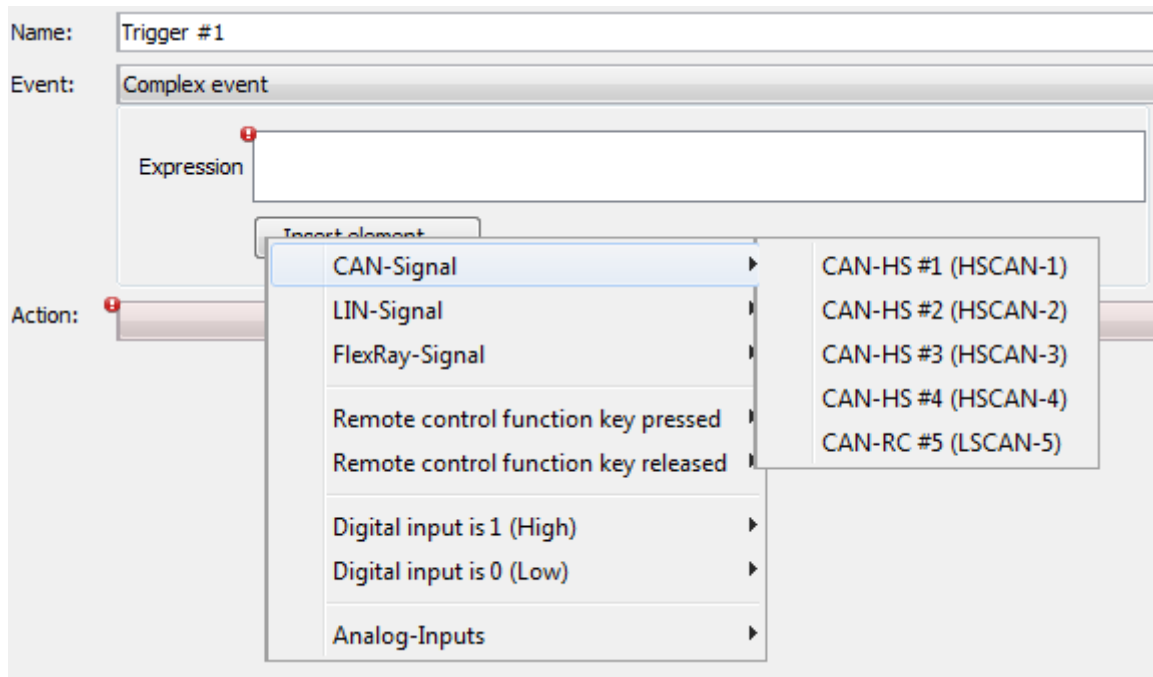 Name: Trigger #1
Event: Complex event
Expression
Insert element
CAN-Signal
LIN-Signal
FlexRay-Signal
Remote control function key pressed
Remote control function key released
Digital input is 1 (High)
Digital input is 0 (Low)
Analog-Inputs
CAN-HS #1 (HSCAN-1)
CAN-HS #2 (HSCAN-2)
CAN-HS #3 (HSCAN-3)
CAN-HS #4 (HSCAN-4)
CAN-RC #5 (LSCAN-5)
Action: